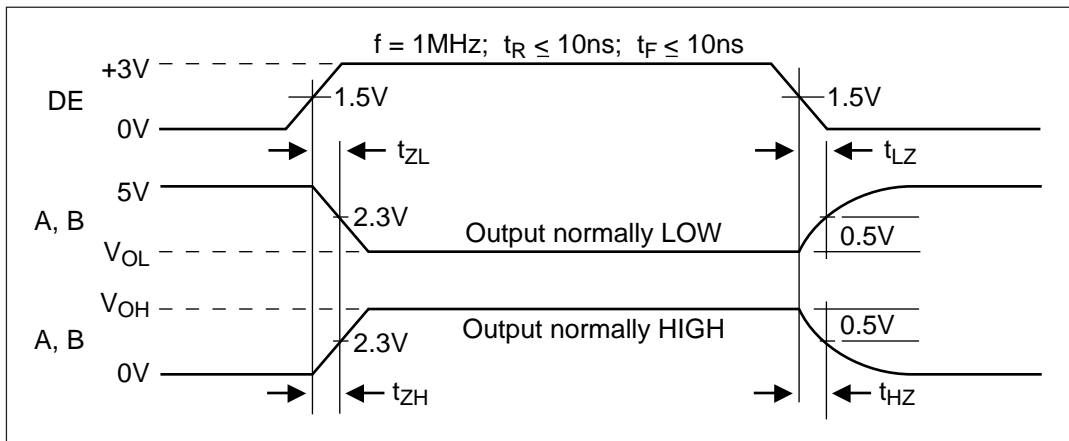 f = 1MHz; tR ≤ 10ns; tF ≤ 10ns
+3V
DE
1.5V
1.5V
0V
tZL
tLZ
5V
A, B
2.3V
Output normally LOW
0.5V
VOL
VOH
A, B
2.3V
Output normally HIGH
0.5V
0V
tZH
tHZ